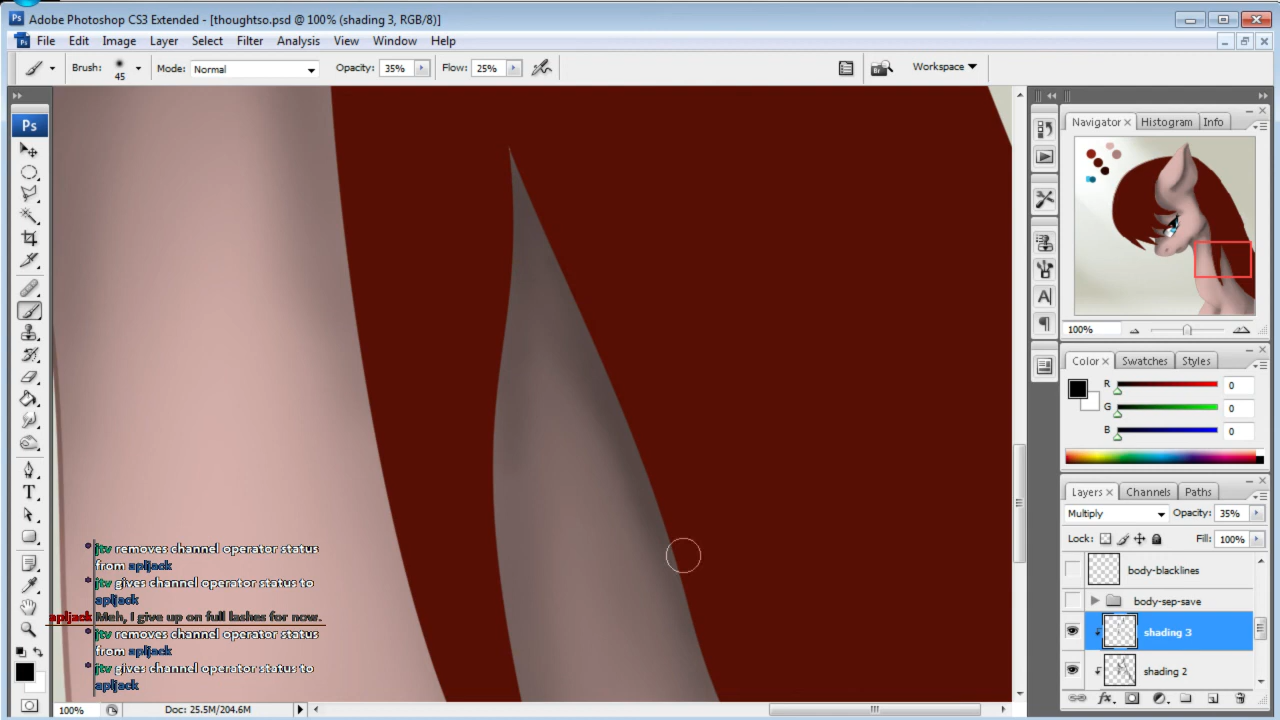 Ps Adobe Photoshop CS3 Extended - [thoughtso.psd @ 100% (shading 3, RGB/8)]
Ps File Edit Image Layer Select Filter Analysis View Window Help
Brush: 45 Mode: Normal Opacity: 35% Flow: 25% Br Workspace
Ps
Navigator × Histogram Info
100%
Color × Swatches Styles
R 0
G 0
B 0
Layers × Channels Paths
Multiply Opacity: 35%
Lock: Fill: 100%
body-blacklines
body-sep-save
shading 3
shading 2
fx
T
A
* jtv removes channel operator status
from apljack
* jtv gives channel operator status to
apljack
apljack Meh, I give up on full lashes for now.
* jtv removes channel operator status
from apljack
* jtv gives channel operator status to
apljack
100% Doc: 25.5M/204.6M